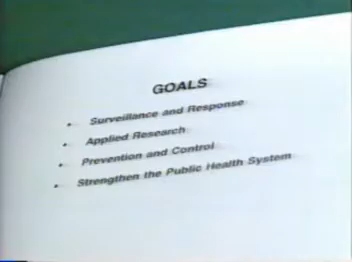 GOALS
• Surveillance and Response
• Applied Research
• Prevention and Control
• Strengthen the Public Health System